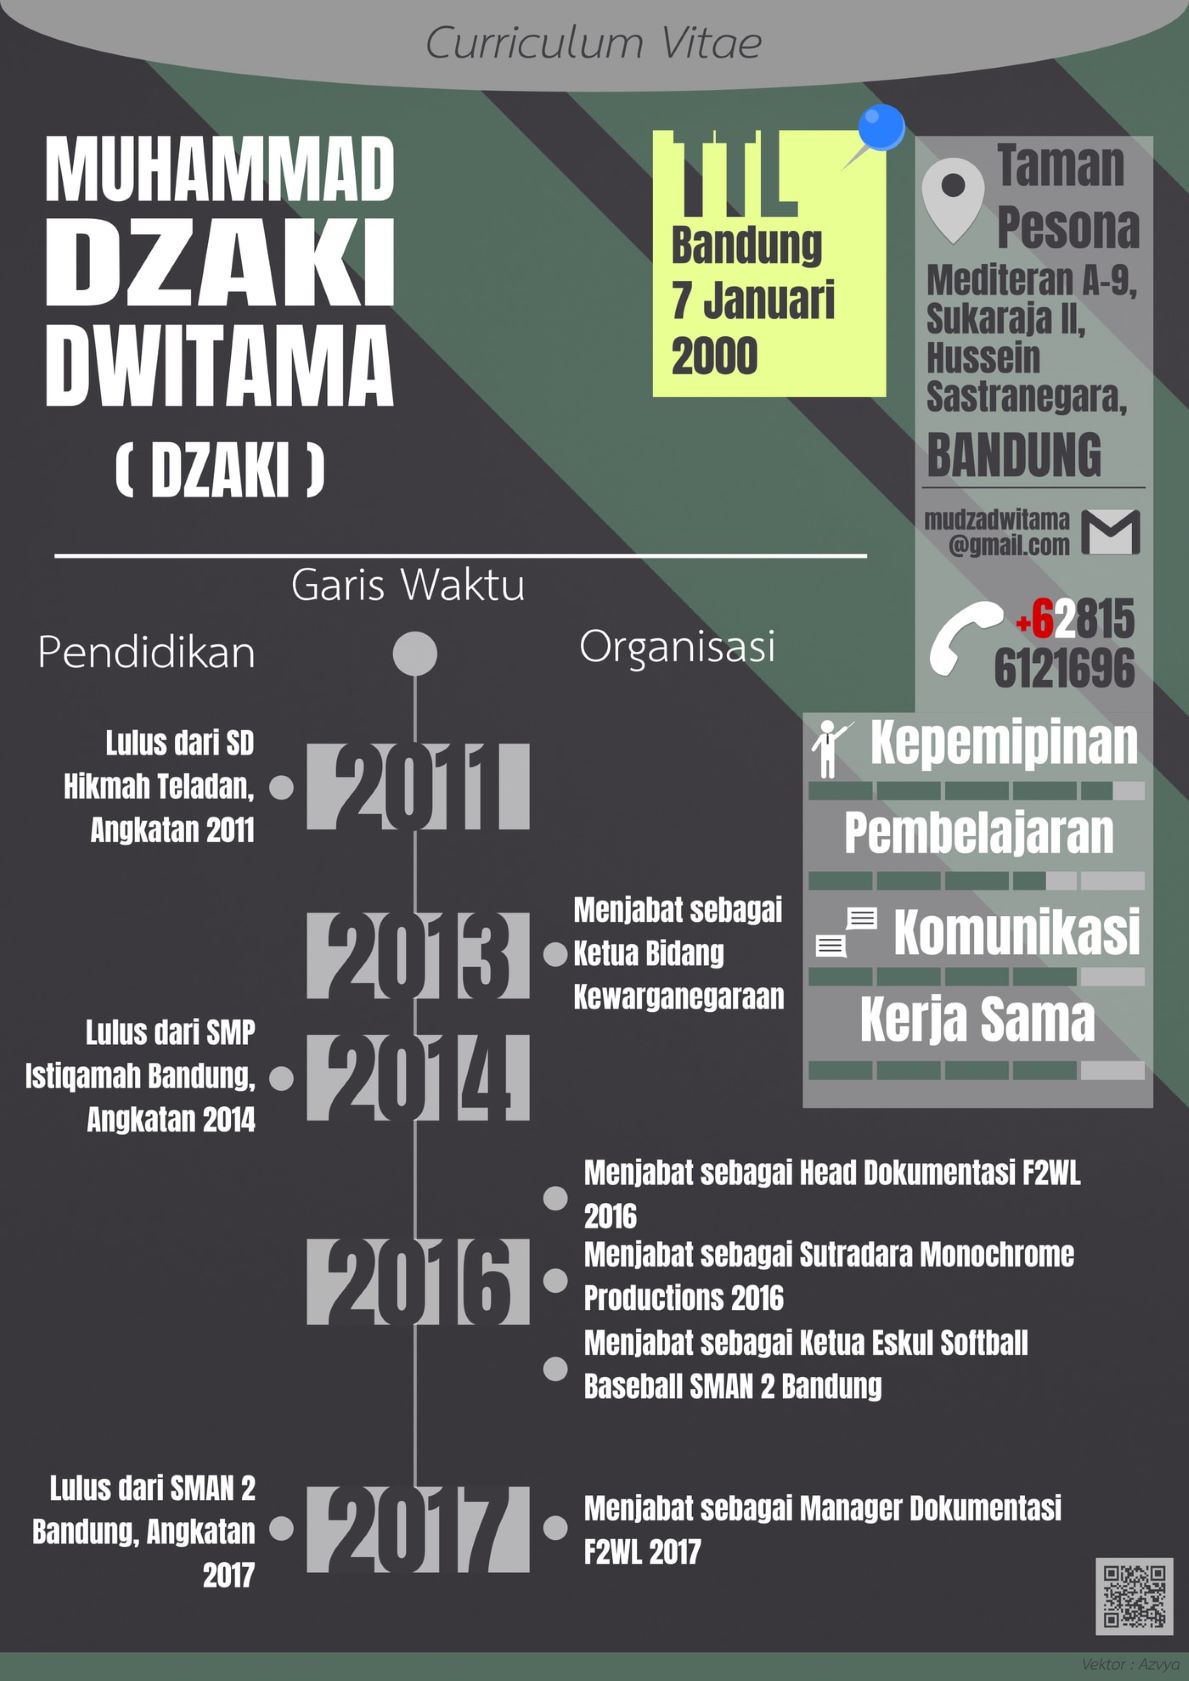 Curriculum Vitae
MUHAMMAD
DZAKI
DWITAMA
( DZAKI )
TTL
Bandung
7 Januari
2000
Taman
Pesona
Mediteran A-9,
Sukaraja II,
Hussein
Sastranegara,
BANDUNG
mudzadwitama
@gmail.com
+62815
6121696
Kepemipinan
Pembelajaran
Komunikasi
Kerja Sama
Garis Waktu
Pendidikan
Organisasi
Lulus dari SD
Hikmah Teladan,
Angkatan 2011
2011
2013
Menjabat sebagai
Ketua Bidang
Kewarganegaraan
Lulus dari SMP
Istiqamah Bandung,
Angkatan 2014
2014
2016
Menjabat sebagai Head Dokumentasi F2WL
2016
Menjabat sebagai Sutradara Monochrome
Productions 2016
Menjabat sebagai Ketua Eskul Softball
Baseball SMAN 2 Bandung
Lulus dari SMAN 2
Bandung, Angkatan
2017
2017
Menjabat sebagai Manager Dokumentasi
F2WL 2017
Vektor : Azvya